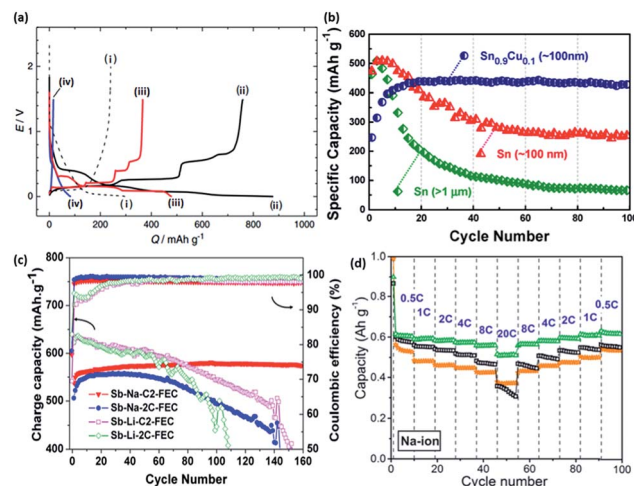 (a)
2
1
0
E / V
(iv)
(i)
(iii)
(ii)
(iv)
(i)
(iii)
(ii)
0 200 400 600 800 1000
Q / mAh g⁻¹
(b)
600
500
400
300
200
100
0
Specific Capacity (mAh g⁻¹)
Sn₀.₉Cu₀.₁ (~100nm)
Sn (~100 nm)
Sn (>1 μm)
0 20 40 60 80 100
Cycle Number
(c)
800
750
700
650
600
550
500
450
400
Charge capacity (mAh.g⁻¹)
Sb-Na-C2-FEC
Sb-Na-2C-FEC
Sb-Li-C2-FEC
Sb-Li-2C-FEC
0 20 40 60 80 100 120 140 160
Cycle Number
100
90
80
70
60
50
Coulombic efficiency (%)
(d)
1.0
0.8
0.6
0.4
0.2
0.0
Capacity (Ah g⁻¹)
0.5C
1C
2C
4C
8C
20C
8C
4C
2C
1C
0.5C
Na-ion
0 20 40 60 80 100
Cycle number